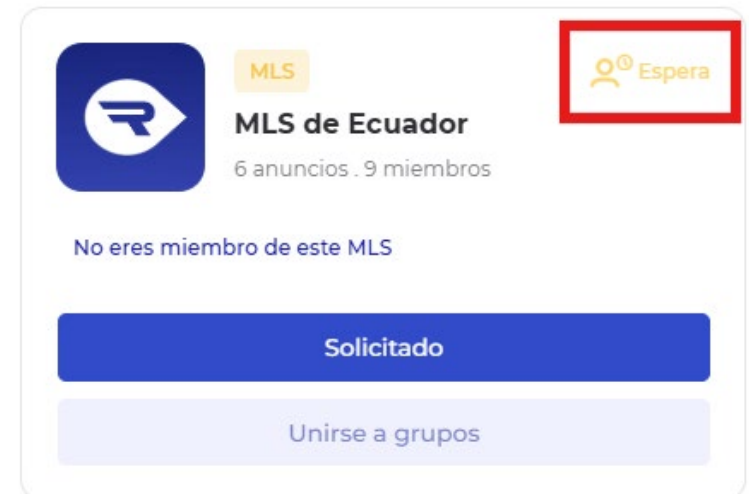 MLS
Espera
MLS de Ecuador
6 anuncios . 9 miembros
No eres miembro de este MLS
Solicitado
Unirse a grupos